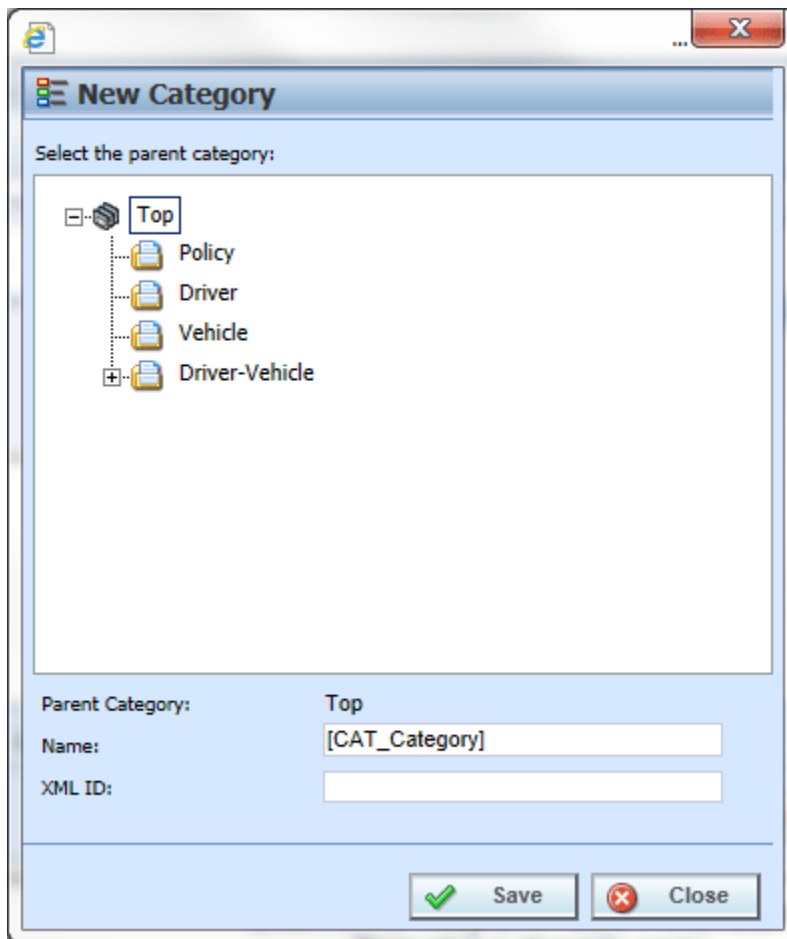 ...
New Category
Select the parent category:
Top
Policy
Driver
Vehicle
Driver-Vehicle
Parent Category: Top
Name: [CAT_Category]
XML ID:
Save Close